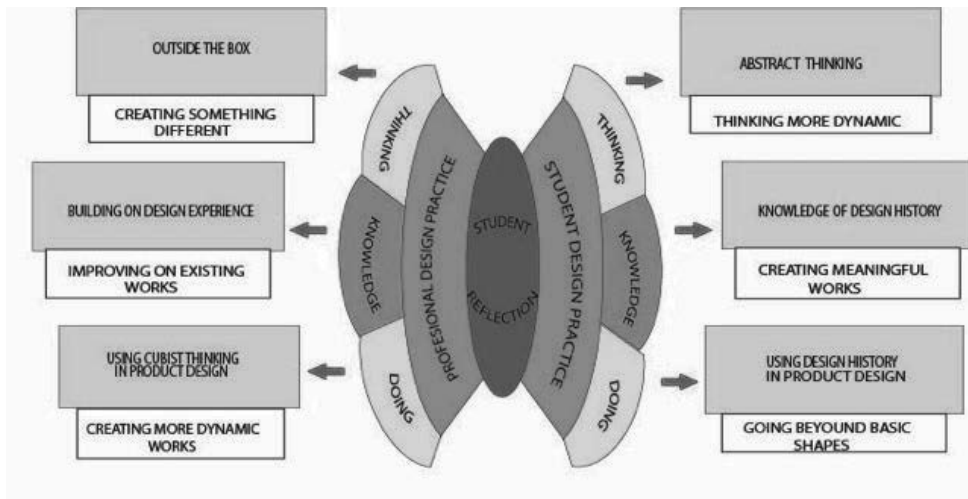 OUTSIDE THE BOX
CREATING SOMETHING
DIFFERENT
BUILDING ON DESIGN EXPERIENCE
IMPROVING ON EXISTING
WORKS
USING CUBIST THINKING
IN PRODUCT DESIGN
CREATING MORE DYNAMIC
WORKS
THINKING
KNOWLEDGE
DOING
PROFESIONAL DESIGN PRACTICE
STUDENT
REFLECTION
STUDENT DESIGN PRACTICE
THINKING
KNOWLEDGE
DOING
ABSTRACT THINKING
THINKING MORE DYNAMIC
KNOWLEDGE OF DESIGN HISTORY
CREATING MEANINGFUL
WORKS
USING DESIGN HISTORY
IN PRODUCT DESIGN
GOING BEYOUND BASIC
SHAPES